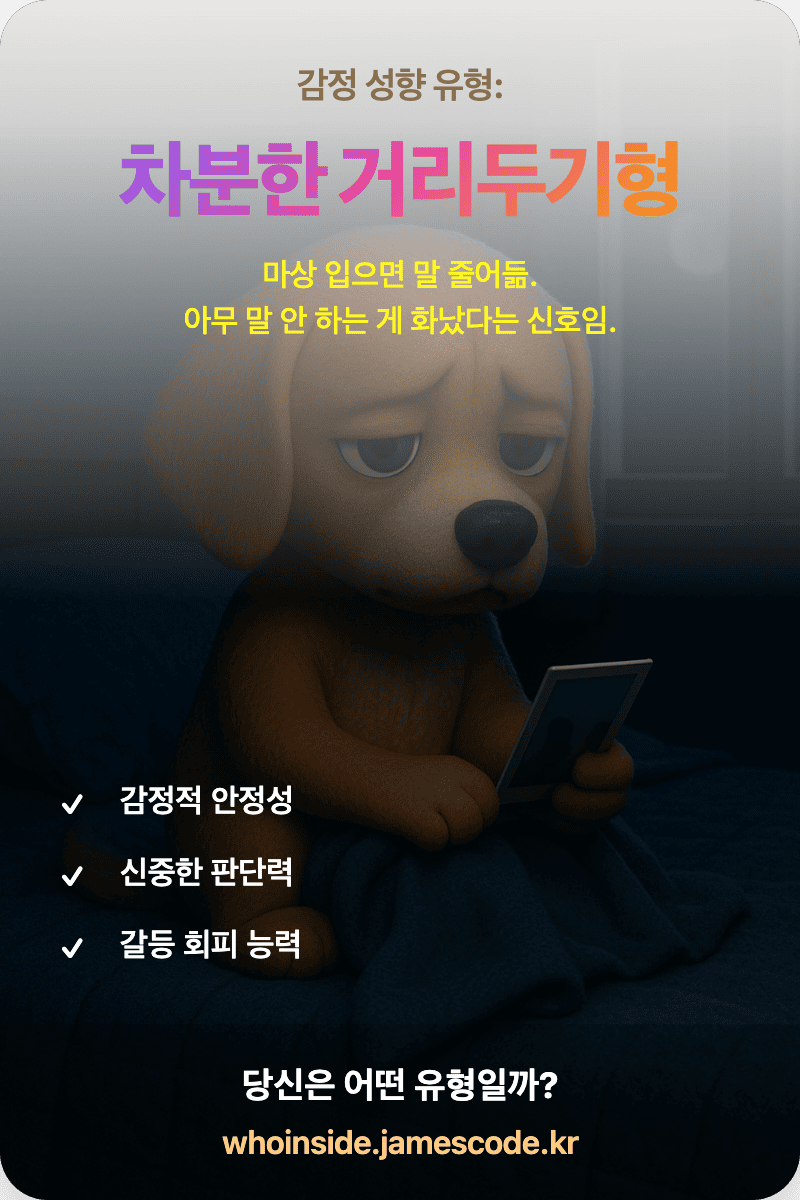 감정 성향 유형:
차분한 거리두기형
마상 입으면 말 줄어듦.
아무 말 안 하는 게 화났다는 신호임.
✓ 감정적 안정성
✓ 신중한 판단력
✓ 갈등 회피 능력
당신은 어떤 유형일까?
whoinside.jamescode.kr